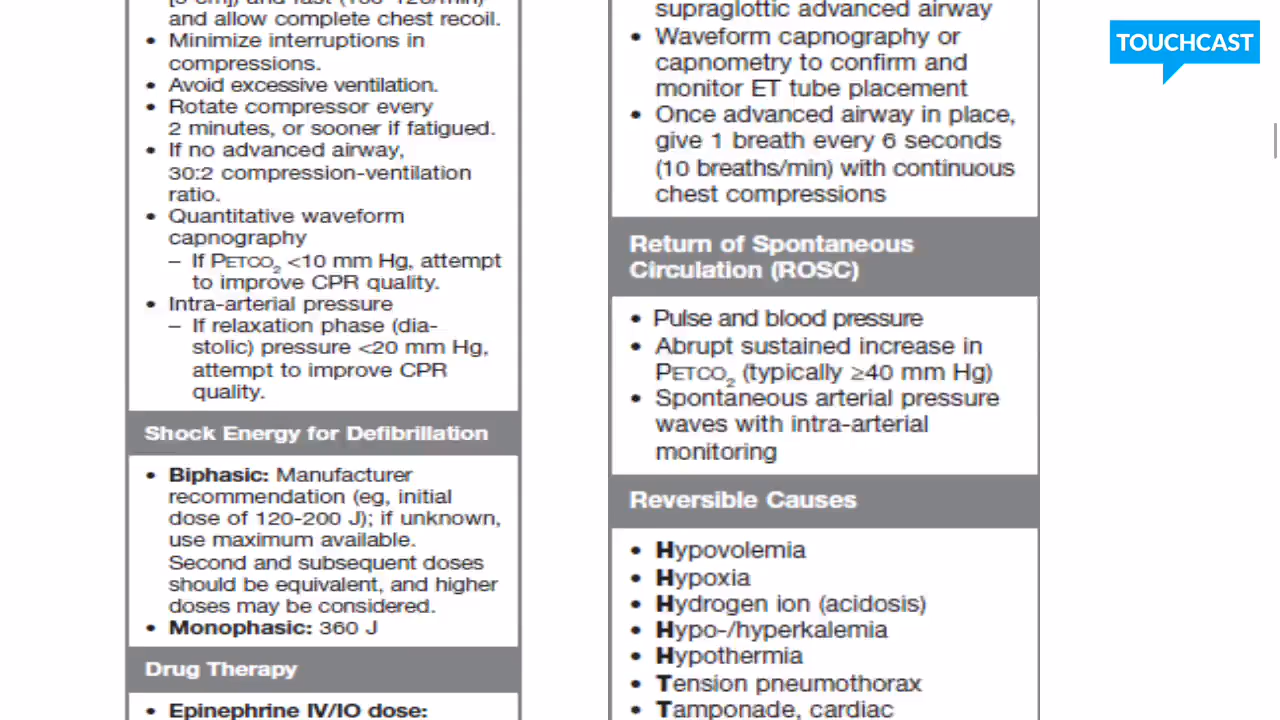 [5 cm]) and fast (100-120/min)
and allow complete chest recoil.
• Minimize interruptions in
compressions.
• Avoid excessive ventilation.
• Rotate compressor every
2 minutes, or sooner if fatigued.
• If no advanced airway,
30:2 compression-ventilation
ratio.
• Quantitative waveform
capnography
– If PETCO₂ <10 mm Hg, attempt
to improve CPR quality.
• Intra-arterial pressure
– If relaxation phase (dia-
stolic) pressure <20 mm Hg,
attempt to improve CPR
quality.
Shock Energy for Defibrillation
• Biphasic: Manufacturer
recommendation (eg, initial
dose of 120-200 J); if unknown,
use maximum available.
Second and subsequent doses
should be equivalent, and higher
doses may be considered.
• Monophasic: 360 J
Drug Therapy
• Epinephrine IV/IO dose:
supraglottic advanced airway
• Waveform capnography or
capnometry to confirm and
monitor ET tube placement
• Once advanced airway in place,
give 1 breath every 6 seconds
(10 breaths/min) with continuous
chest compressions
Return of Spontaneous
Circulation (ROSC)
• Pulse and blood pressure
• Abrupt sustained increase in
PETCO₂ (typically ≥40 mm Hg)
• Spontaneous arterial pressure
waves with intra-arterial
monitoring
Reversible Causes
• Hypovolemia
• Hypoxia
• Hydrogen ion (acidosis)
• Hypo-/hyperkalemia
• Hypothermia
• Tension pneumothorax
• Tamponade, cardiac
TOUCHCAST